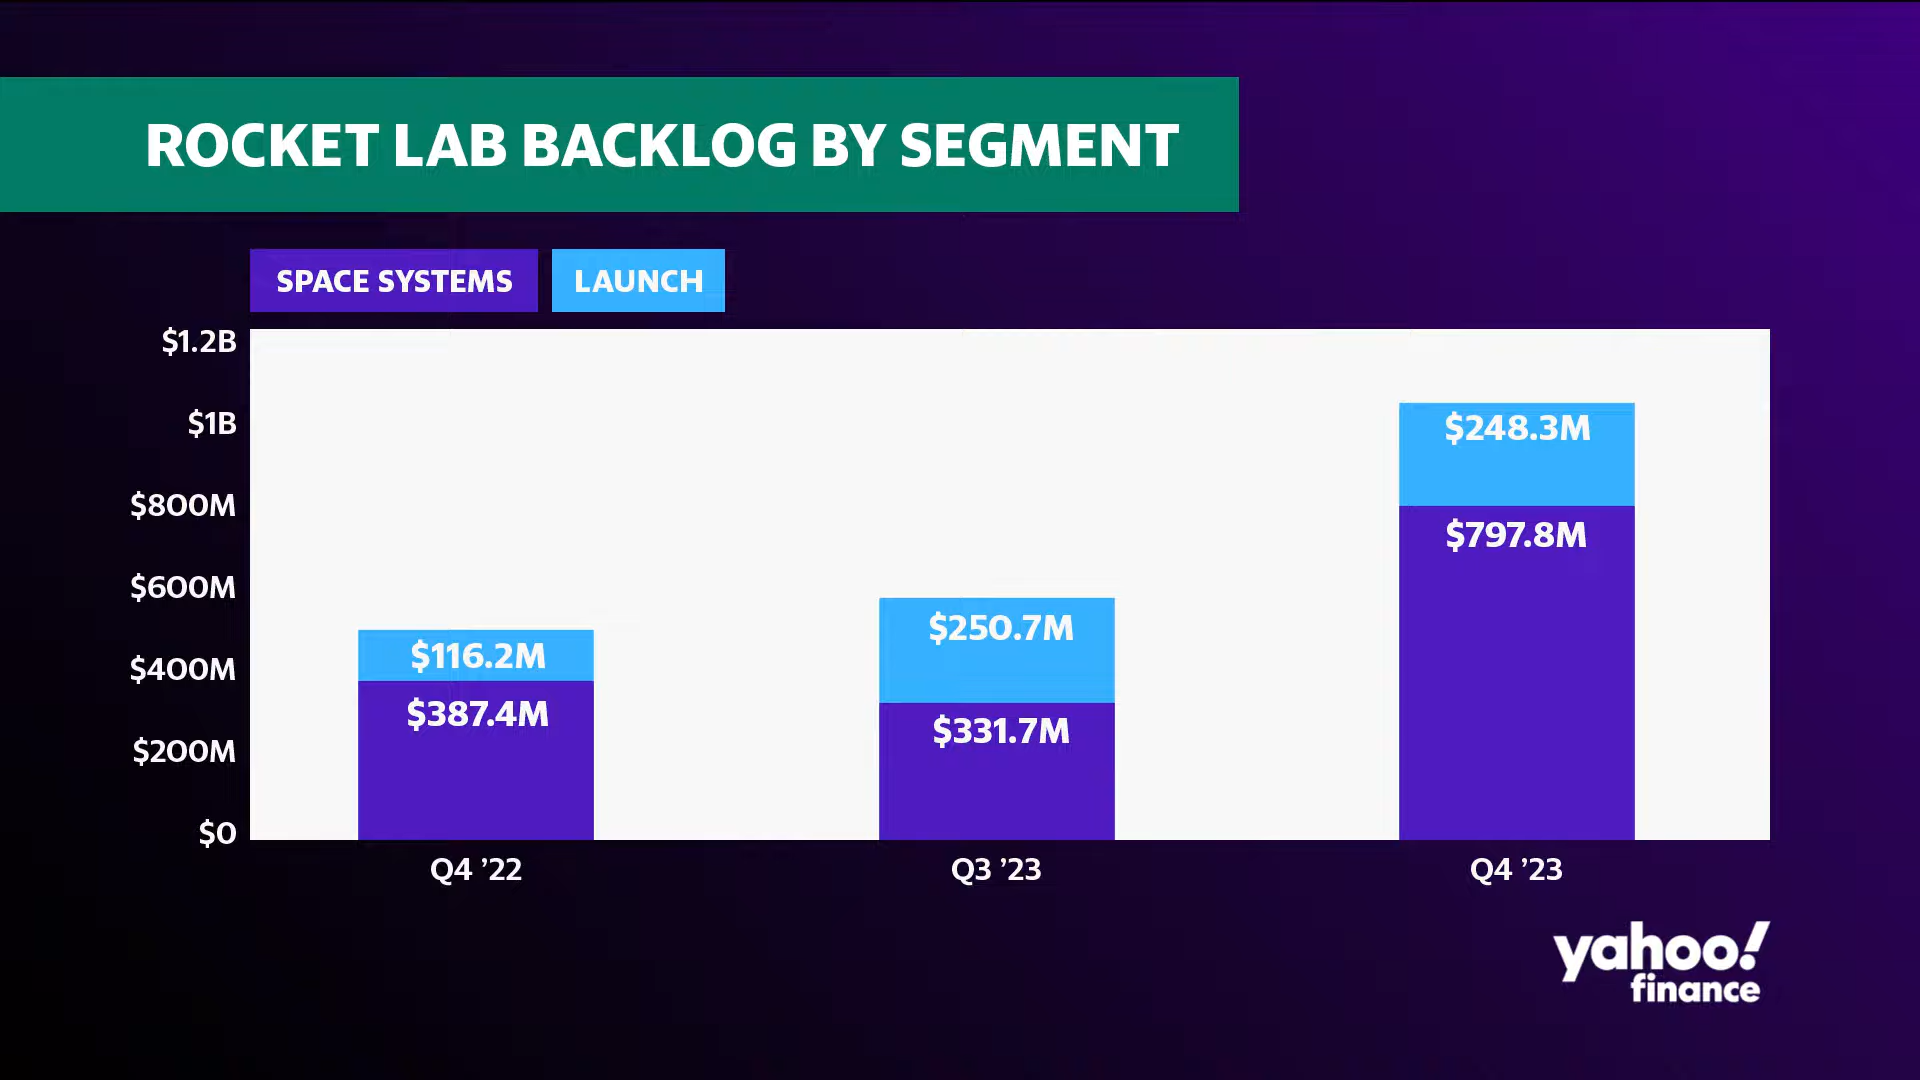 ROCKET LAB BACKLOG BY SEGMENT
SPACE SYSTEMS
LAUNCH
$1.2B
$1B
$800M
$600M
$400M
$200M
$0
$116.2M
$387.4M
$250.7M
$331.7M
$248.3M
$797.8M
Q4 ’22
Q3 ’23
Q4 ’23
yahoo!
finance